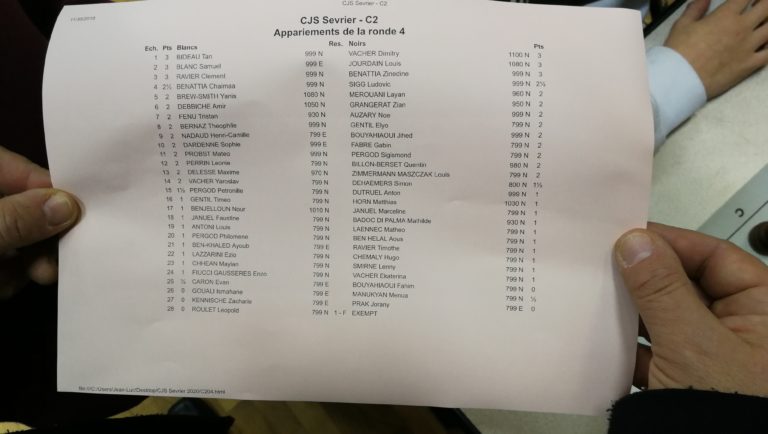 CJS Sevrier - C2
CJS Sevrier - C2
Appariements de la ronde 4
Ech. Pts Blancs Res. Noirs Pts
1 3 BIDEAU Tan 999 N VACHER Dimitry 1100 N 3
2 3 BLANC Samuel 999 E JOURDAIN Louis 1080 N 3
3 3 RAVIER Clement 999 N BENATTIA Zinedine 999 N 3
4 2½ BENATTIA Chaimaa 999 N SIGG Ludovic 999 N 2½
5 2 BREW-SMITH Yanis 1080 N MEROUANI Layan 960 N 2
6 2 DEBBICHE Amir 1050 N GRANGERAT Zian 950 N 2
7 2 FENU Tristan 930 N AUZARY Noe 999 N 2
8 2 BERNAZ Theophile 999 N GENTIL Elyo 799 N 2
9 2 NADAUD Henri-Camille 799 E BOUYAHIAOUI Jihed 999 N 2
10 2 DARDENNE Sophie 999 E FABRE Gabin 799 N 2
11 2 PROBST Mateo 999 N PERGOD Sigismond 799 N 2
12 2 PERRIN Leonie 799 N BILLON-BERSET Quentin 980 N 2
13 2 DELESSE Maxime 970 N ZIMMERMANN MASZCZAK Louis 799 N 2
14 2 VACHER Yaroslav 799 N DEHAEMERS Simon 800 N 1½
15 1½ PERGOD Petronille 799 N DUTRUEL Anton 999 N 1
16 1 GENTIL Timeo 799 N HORN Matthias 1030 N 1
17 1 BENJELLOUN Nour 1010 N JANUEL Marceline 799 N 1
18 1 JANUEL Faustine 799 N BADOC DI PALMA Mathilde 930 N 1
19 1 ANTONI Louis 799 N LAENNEC Matheo 799 N 1
20 1 PERGOD Philomene 799 N BEN HELAL Aous 799 N 1
21 1 BEN-KHALED Ayoub 799 E RAVIER Timothe 799 N 1
22 1 LAZZARINI Ezio 799 N CHEMALY Hugo 799 N 1
23 1 CHHEAN Maylan 799 N SMIRNE Lenny 799 N 1
24 1 FIUCCI GAUSSERES Enzo 799 N VACHER Ekaterina 799 N 1
25 ½ CARON Evan 799 E BOUYAHIAOUI Fahim 799 N 0
26 0 GOUALI Ismahane 799 E MANUKYAN Menua 799 N ½
27 0 KENNISCHE Zacharie 799 E PRAK Jorany 799 E 0
28 0 ROULET Leopold 799 N 1 - F EXEMPT
file:///C:/Users/Jean-Luc/Desktop/CJS Sevrier 2020/C204.html